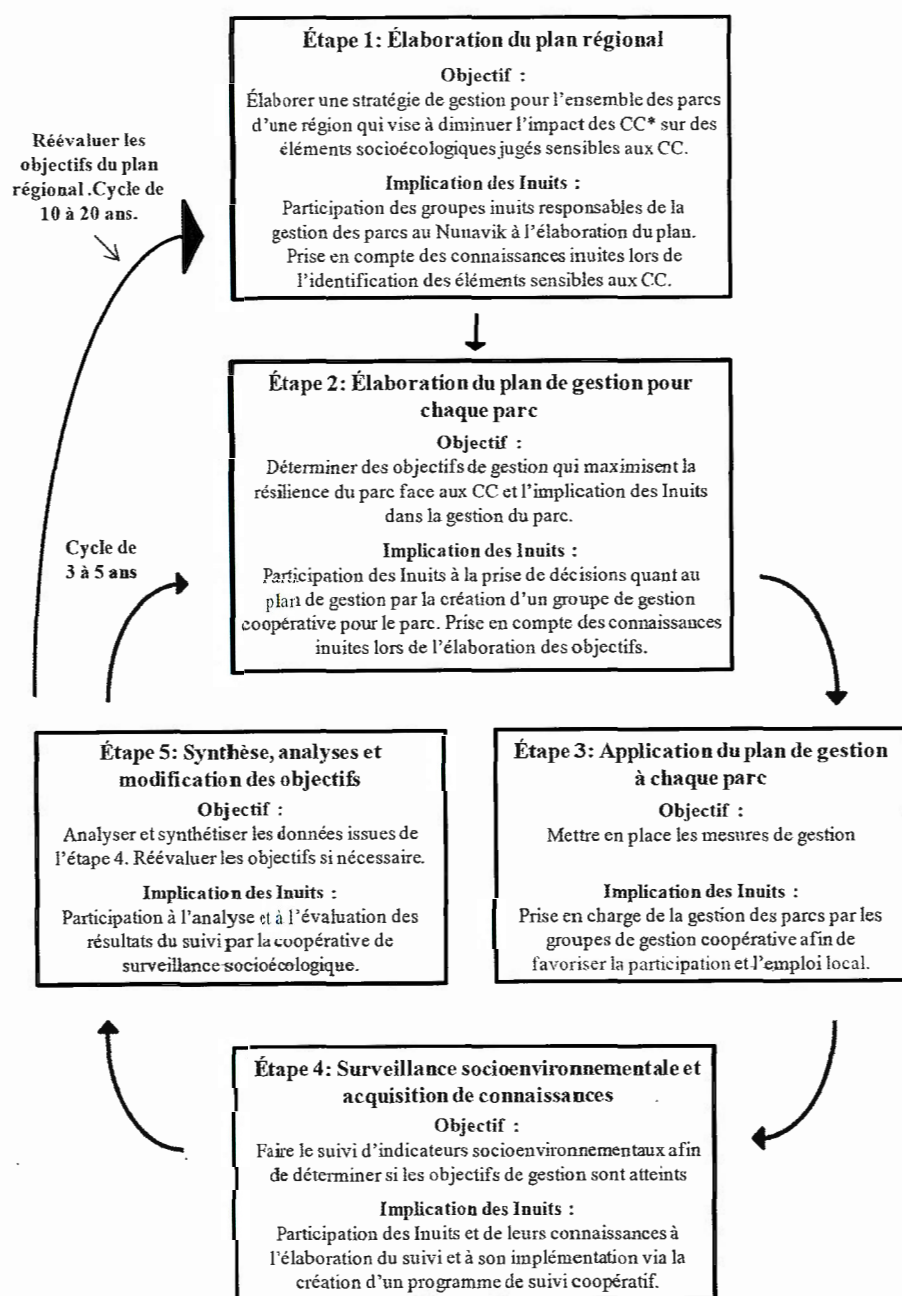 Étape 1: Élaboration du plan régional
Objectif :
Élaborer une stratégie de gestion pour l'ensemble des parcs
d'une région qui vise à diminuer l'impact des CC* sur des
éléments socioécologiques jugés sensibles aux CC.
Implication des Inuits :
Participation des groupes inuits responsables de la
gestion des parcs au Nunavik à l'élaboration du plan.
Prise en compte des connaissances inuites lors de
l'identification des éléments sensibles aux CC.
Réévaluer les
objectifs du plan
régional .Cycle de
10 à 20 ans.
Étape 2: Élaboration du plan de gestion pour
chaque parc
Objectif :
Déterminer des objectifs de gestion qui maximisent la
résilience du parc face aux CC et l'implication des Inuits
dans la gestion du parc.
Implication des Inuits :
Participation des Inuits à la prise de décisions quant au
plan de gestion par la création d'un groupe de gestion
coopérative pour le parc. Prise en compte des connaissances
inuites lors de l'élaboration des objectifs.
Cycle de
3 à 5 ans
Étape 3: Application du plan de gestion
à chaque parc
Objectif :
Mettre en place les mesures de gestion
Implication des Inuits :
Prise en charge de la gestion des parcs par les
groupes de gestion coopérative afin de
favoriser la participation et l'emploi local.
Étape 4: Surveillance socioenvironnementale et
acquisition de connaissances
Objectif :
Faire le suivi d'indicateurs socioenvironnementaux afin
de déterminer si les objectifs de gestion sont atteints
Implication des Inuits :
Participation des Inuits et de leurs connaissances à
l'élaboration du suivi et à son implémentation via la
création d'un programme de suivi coopératif.
Étape 5: Synthèse, analyses et
modification des objectifs
Objectif :
Analyser et synthétiser les données issues de
l'étape 4. Réévaluer les objectifs si nécessaire.
Implication des Inuits :
Participation à l'analyse et à l'évaluation des
résultats du suivi par la coopérative de
surveillance socioécologique.